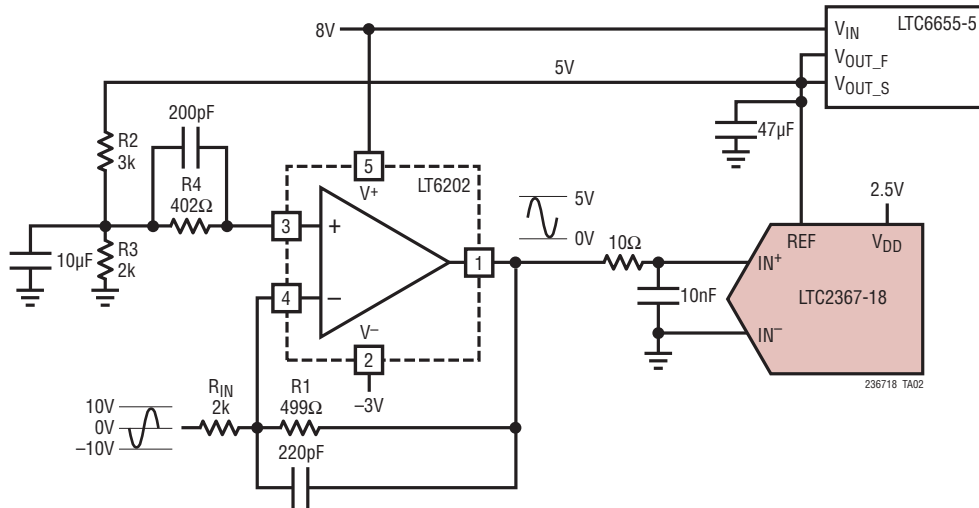 8V
V_IN
LTC6655-5
V_OUT_F
5V
V_OUT_S
47µF
200pF
R2
3k
R4
402Ω
5
V+
LT6202
10µF
R3
2k
3
+
4
–
1
V–
2
–3V
5V
0V
10Ω
10nF
2.5V
REF
V_DD
IN+
LTC2367-18
IN–
236718 TA02
10V
0V
–10V
R_IN
2k
R1
499Ω
220pF